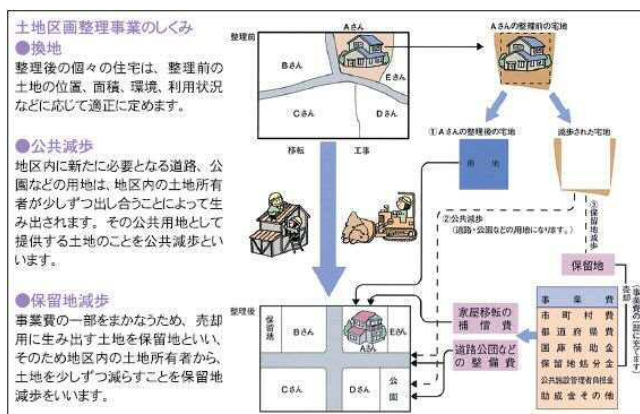 土地区画整理事業のしくみ
●換地
整理後の個々の住宅は、整理前の
土地の位置、面積、環境、利用状況
などに応じて適正に定めます。
●公共減歩
地区内に新たに必要となる道路、公
園などの用地は、地区内の土地所有
者が少しずつ出し合うことによって生
み出されます。その公共用地として
提供する土地のことを公共減歩とい
います。
●保留地減歩
事業費の一部をまかなうため、売却
用に生み出す土地を保留地といい、
そのため地区内の土地所有者から、
土地を少しずつ減らすことを保留地
減歩をいいます。
整理前
Aさん
Bさん
Eさん
Cさん
Dさん
移転
工事
整理後
保留地
Bさん
Aさん
Eさん
Cさん
Dさん
公園
Aさんの整理前の宅地
①Aさんの整理後の宅地
減歩された宅地
用地
②公共減歩
(道路・公園などの用地になります。)
③保留地減歩
保留地
売却
(事業費の一部に充てます)
家屋移転の
補償費
道路公園などの
整備費
事業費
市町村費
都道府県費
国庫補助金
保留地処分金
公共施設管理者負担金
助成金その他